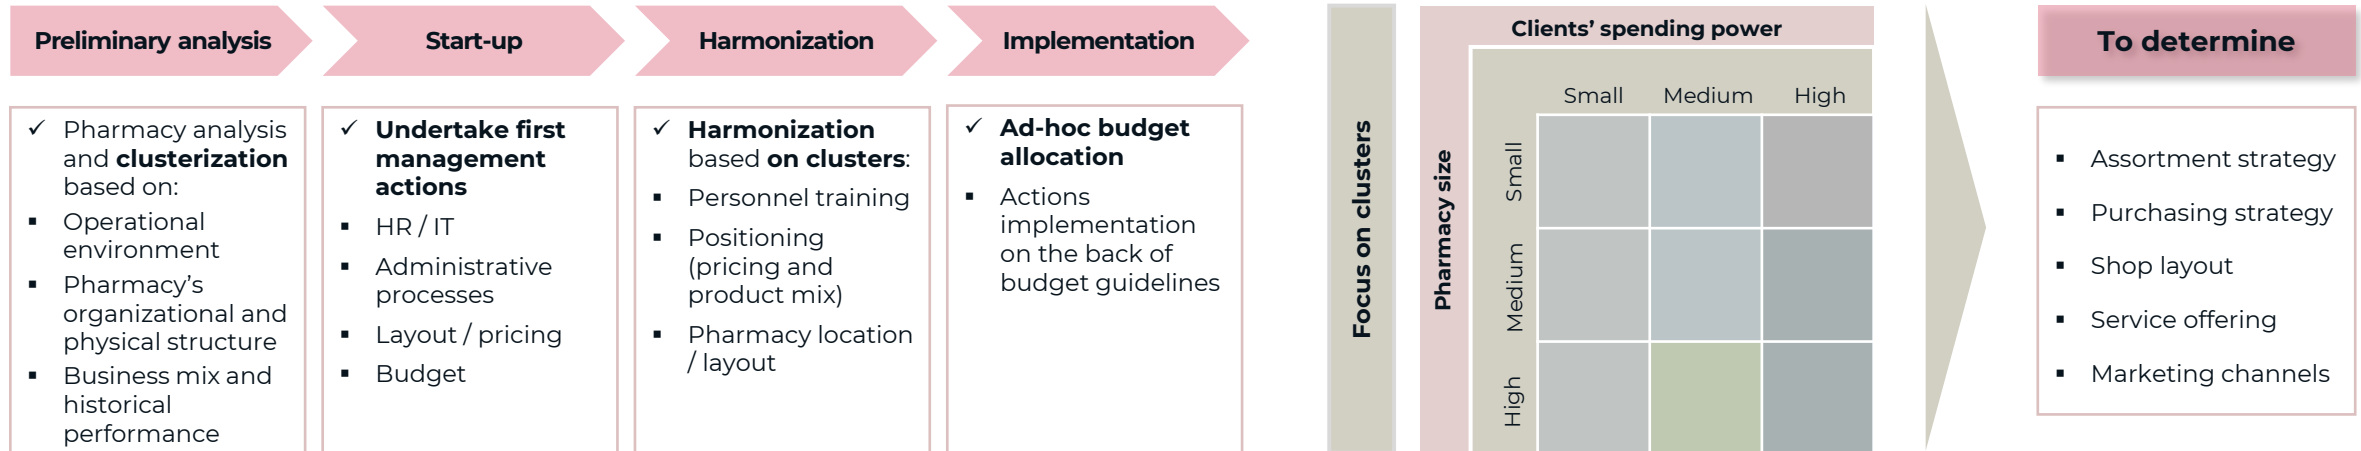 Preliminary analysis
✓ Pharmacy analysis
and clusterization
based on:
▪ Operational
environment
▪ Pharmacy’s
organizational and
physical structure
▪ Business mix and
historical
performance
Start-up
✓ Undertake first
management
actions
▪ HR / IT
▪ Administrative
processes
▪ Layout / pricing
▪ Budget
Harmonization
✓ Harmonization
based on clusters:
▪ Personnel training
▪ Positioning
(pricing and
product mix)
▪ Pharmacy location
/ layout
Implementation
✓ Ad-hoc budget
allocation
▪ Actions
implementation
on the back of
budget guidelines
Focus on clusters
Clients’ spending power
Small Medium High
Pharmacy size
Small
Medium
High
To determine
▪ Assortment strategy
▪ Purchasing strategy
▪ Shop layout
▪ Service offering
▪ Marketing channels